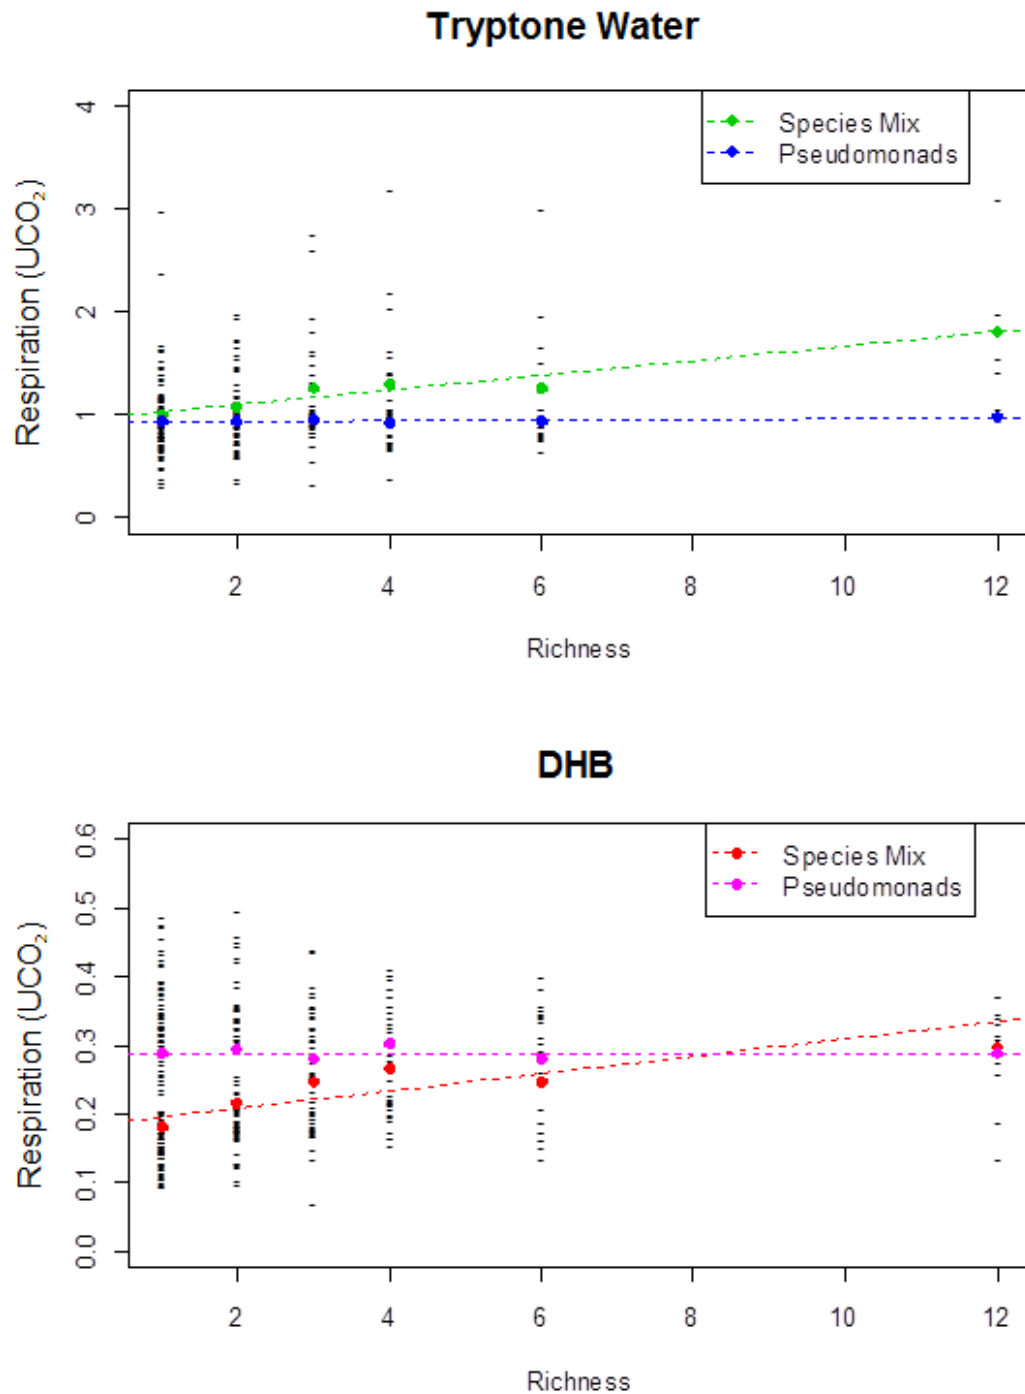 Tryptone Water
Species Mix
Pseudomonads
Respiration (UCO₂)
4
3
2
1
0
2 4 6 8 10 12
Richness
DHB
Species Mix
Pseudomonads
Respiration (UCO₂)
0.6
0.5
0.4
0.3
0.2
0.1
0.0
2 4 6 8 10 12
Richness